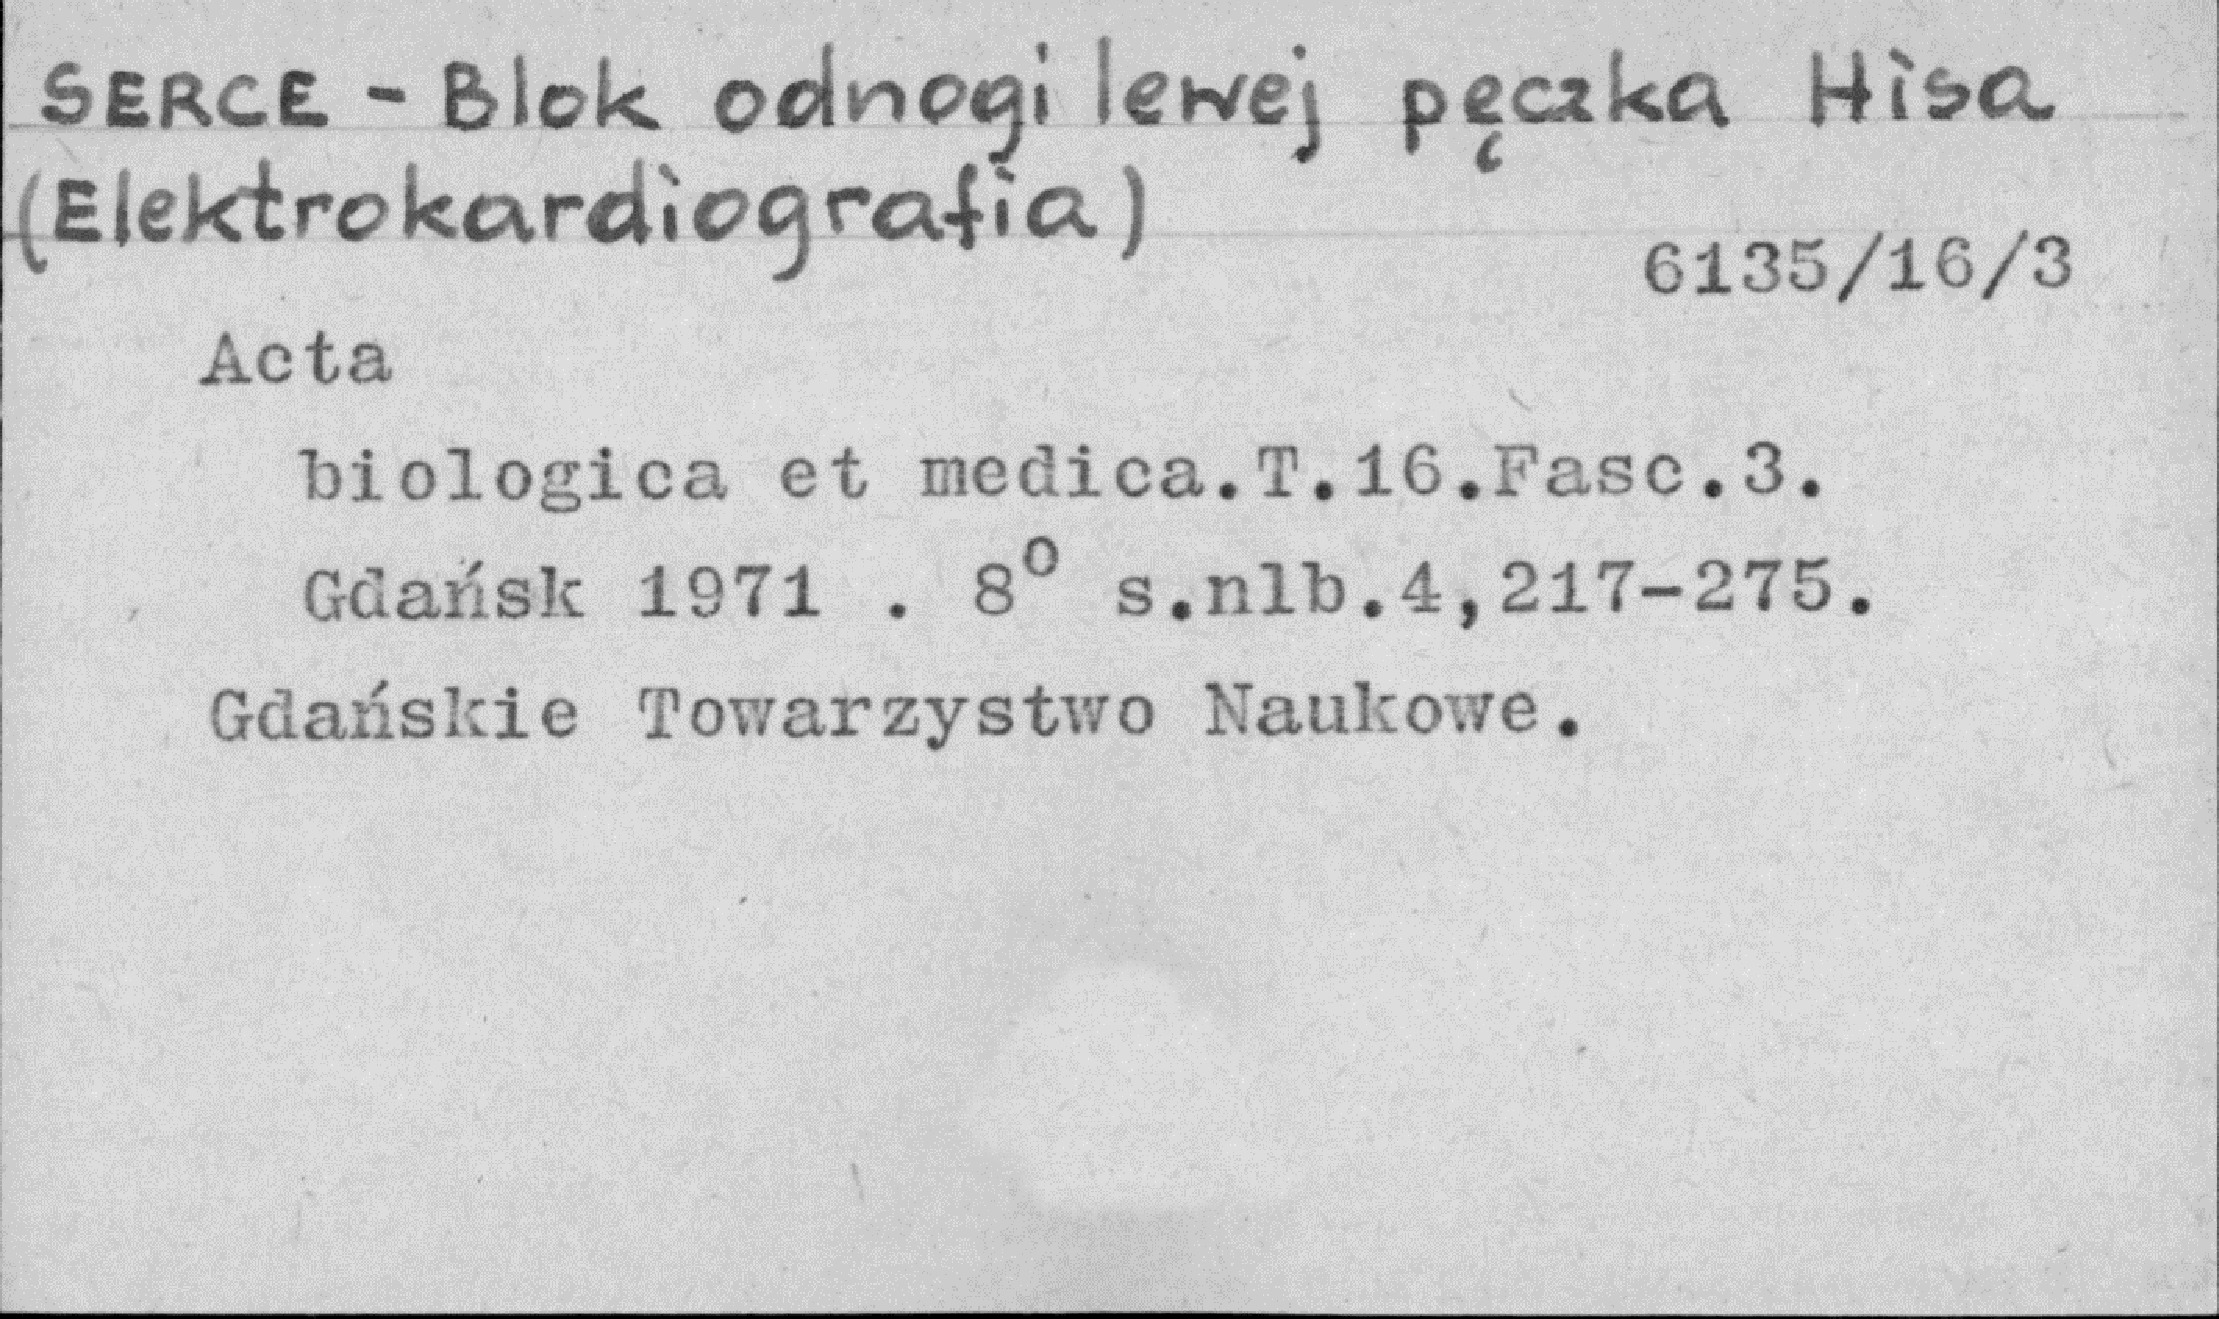 SERCE - Blok odnogi lewej pęczka Hisa
(Elektrokardiografia)
6135/16/3
Acta
biologica et medica.T.16.Fasc.3.
Gdańsk 1971 . 8° s.nlb.4,217-275.
Gdańskie Towarzystwo Naukowe.